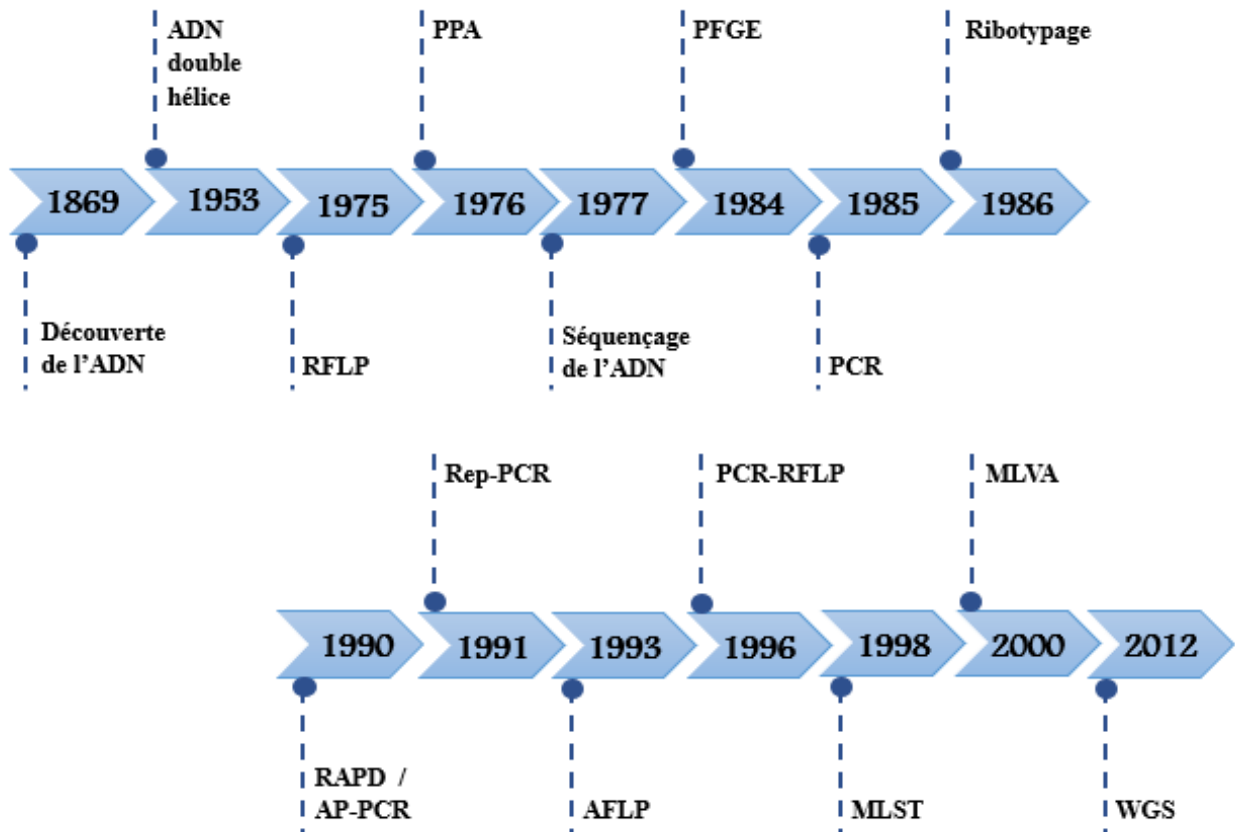 ADN
double
hélice
PPA
PFGE
Ribotypage
1869
1953
1975
1976
1977
1984
1985
1986
Découverte
de l’ADN
RFLP
Séquençage
de l’ADN
PCR
Rep-PCR
PCR-RFLP
MLVA
1990
1991
1993
1996
1998
2000
2012
RAPD /
AP-PCR
AFLP
MLST
WGS